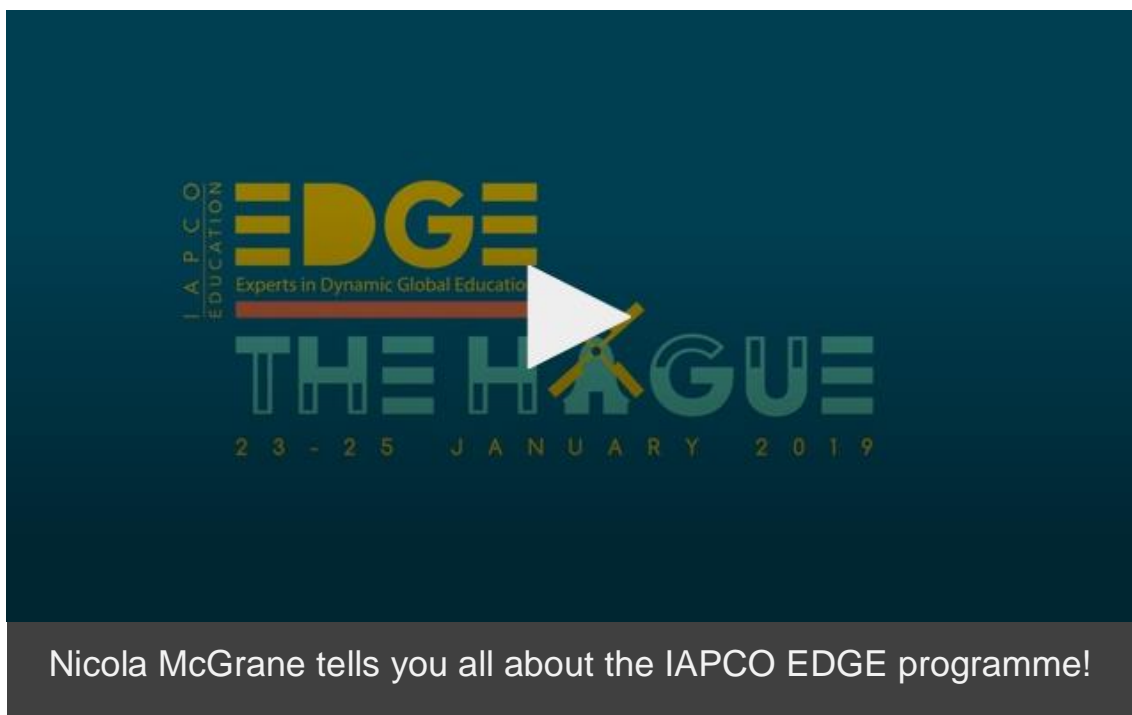 IAPCO
EDUCATION
EDGE
Experts in Dynamic Global Education
THE HAGUE
23-25 JANUARY 2019
Nicola McGrane tells you all about the IAPCO EDGE programme!